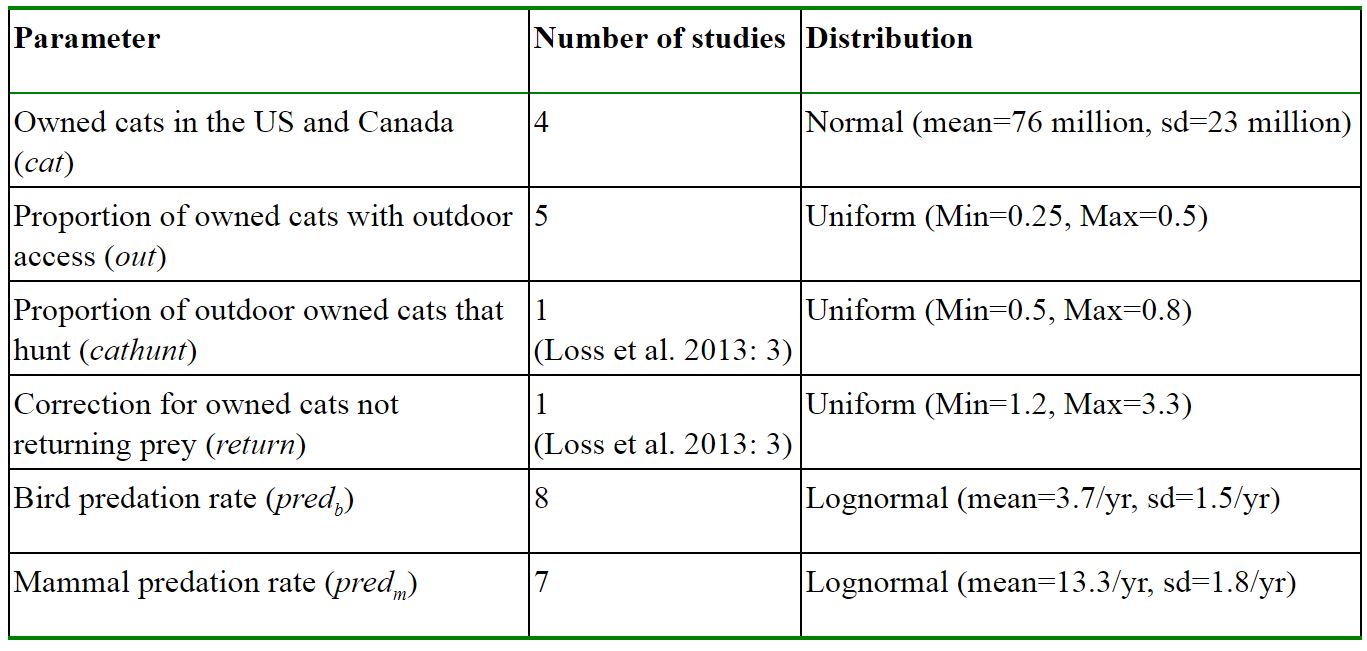 Parameter Number of studies Distribution
Owned cats in the US and Canada 4 Normal (mean=76 million, sd=23 million)
(cat)
Proportion of owned cats with outdoor 5 Uniform (Min=0.25, Max=0.5)
access (out)
Proportion of outdoor owned cats that 1 Uniform (Min=0.5, Max=0.8)
hunt (cathunt) (Loss et al. 2013: 3)
Correction for owned cats not 1 Uniform (Min=1.2, Max=3.3)
returning prey (return) (Loss et al. 2013: 3)
Bird predation rate (pred_b) 8 Lognormal (mean=3.7/yr, sd=1.5/yr)
Mammal predation rate (pred_m) 7 Lognormal (mean=13.3/yr, sd=1.8/yr)